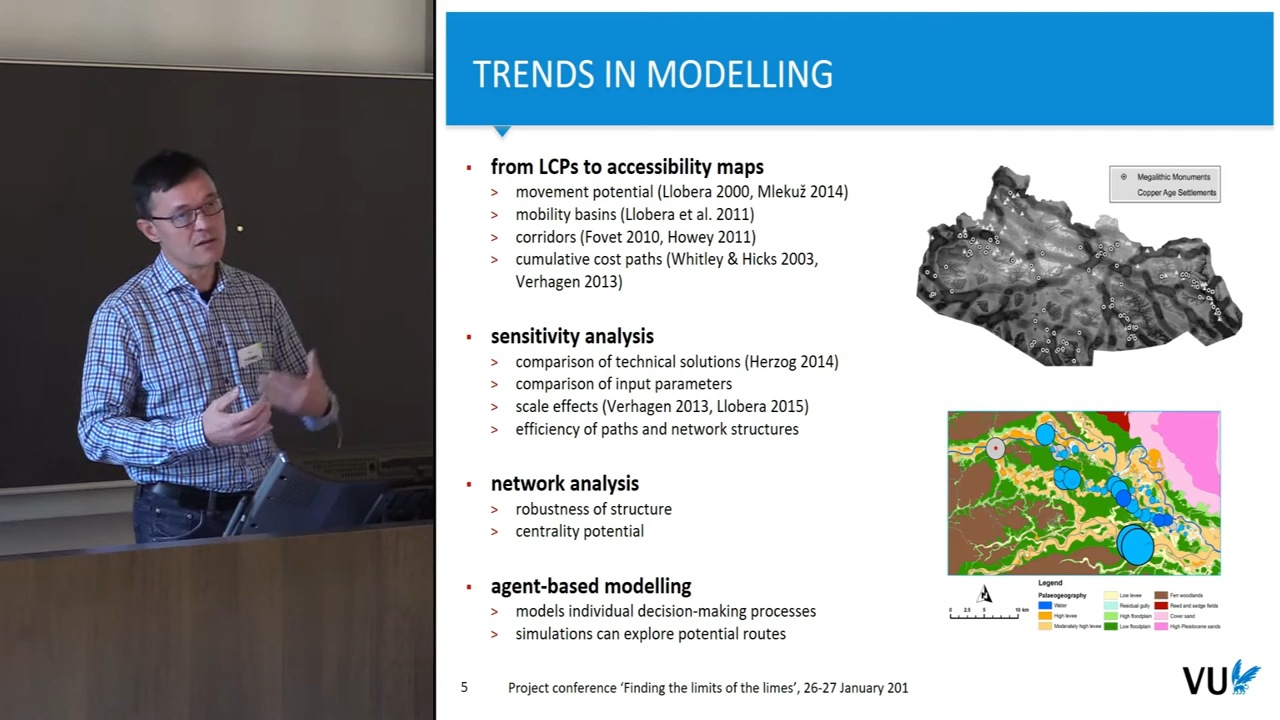 TRENDS IN MODELLING
▪ from LCPs to accessibility maps
> movement potential (Llobera 2000, Mlekuž 2014)
> mobility basins (Llobera et al. 2011)
> corridors (Fovet 2010, Howey 2011)
> cumulative cost paths (Whitley & Hicks 2003,
Verhagen 2013)
▪ sensitivity analysis
> comparison of technical solutions (Herzog 2014)
> comparison of input parameters
> scale effects (Verhagen 2013, Llobera 2015)
> efficiency of paths and network structures
▪ network analysis
> robustness of structure
> centrality potential
▪ agent-based modelling
> models individual decision-making processes
> simulations can explore potential routes
Megalithic Monuments
Copper Age Settlements
0 2.5 5 10 km
Legend
Palaeogeography
Water
High levee
Moderately high levee
Low levee
Residual gully
High floodplain
Low floodplain
Fen woodlands
Reed and sedge fields
Cover sand
High Pleistocene sands
5 Project conference ‘Finding the limits of the limes’, 26-27 January 201
VU